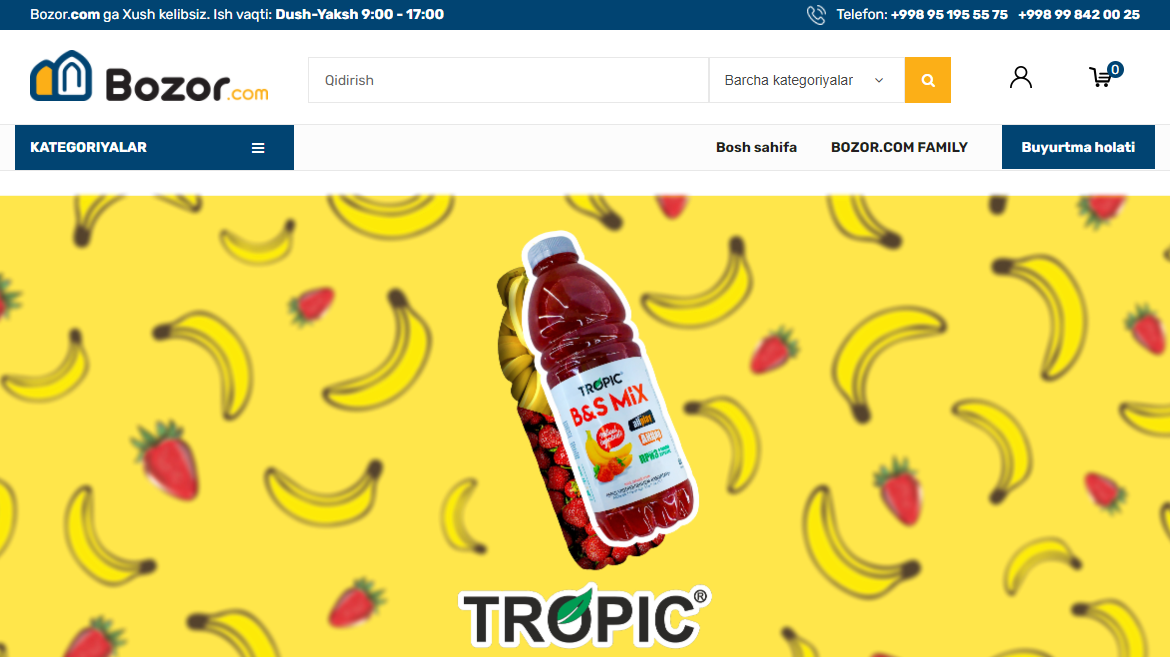 Bozor.com ga Xush kelibsiz. Ish vaqti: Dush-Yaksh 9:00 - 17:00
Telefon: +998 95 195 55 75 +998 99 842 00 25
Bozor.com
Qidirish
Barcha kategoriyalar
0
KATEGORIYALAR
Bosh sahifa
BOZOR.COM FAMILY
Buyurtma holati
TROPIC
B&S MiX
TROPIC®